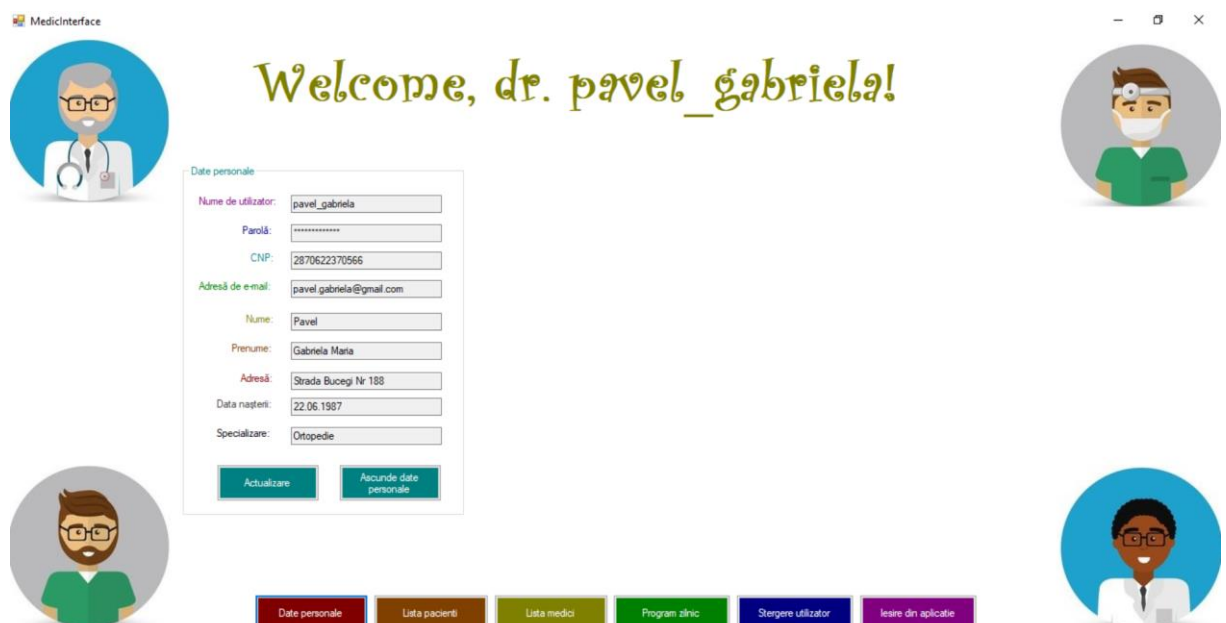 MedicInterface
Welcome, dr. pavel_gabriela!
Date personale
Nume de utilizator: pavel_gabriela
Parolă: *************
CNP: 2870622370566
Adresă de e-mail: pavel.gabriela@gmail.com
Nume: Pavel
Prenume: Gabriela Maria
Adresă: Strada Bucegi Nr 188
Data nașterii: 22.06.1987
Specializare: Ortopedie
Actualizare
Ascunde date
personale
Date personale
Lista pacienti
Lista medici
Program zilnic
Stergere utilizator
Iesire din aplicatie